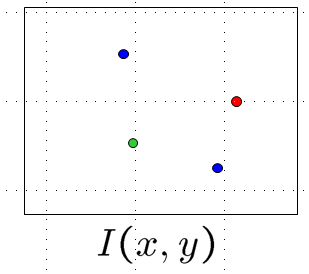 I(x, y)